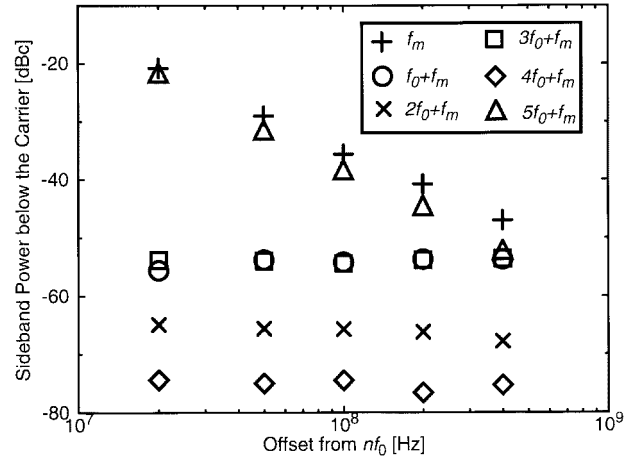 -20
-40
-60
-80
Sideband Power below the Carrier [dBc]
f_m
f_0+f_m
2f_0+f_m
3f_0+f_m
4f_0+f_m
5f_0+f_m
10^7
10^8
10^9
Offset from nf_0 [Hz]